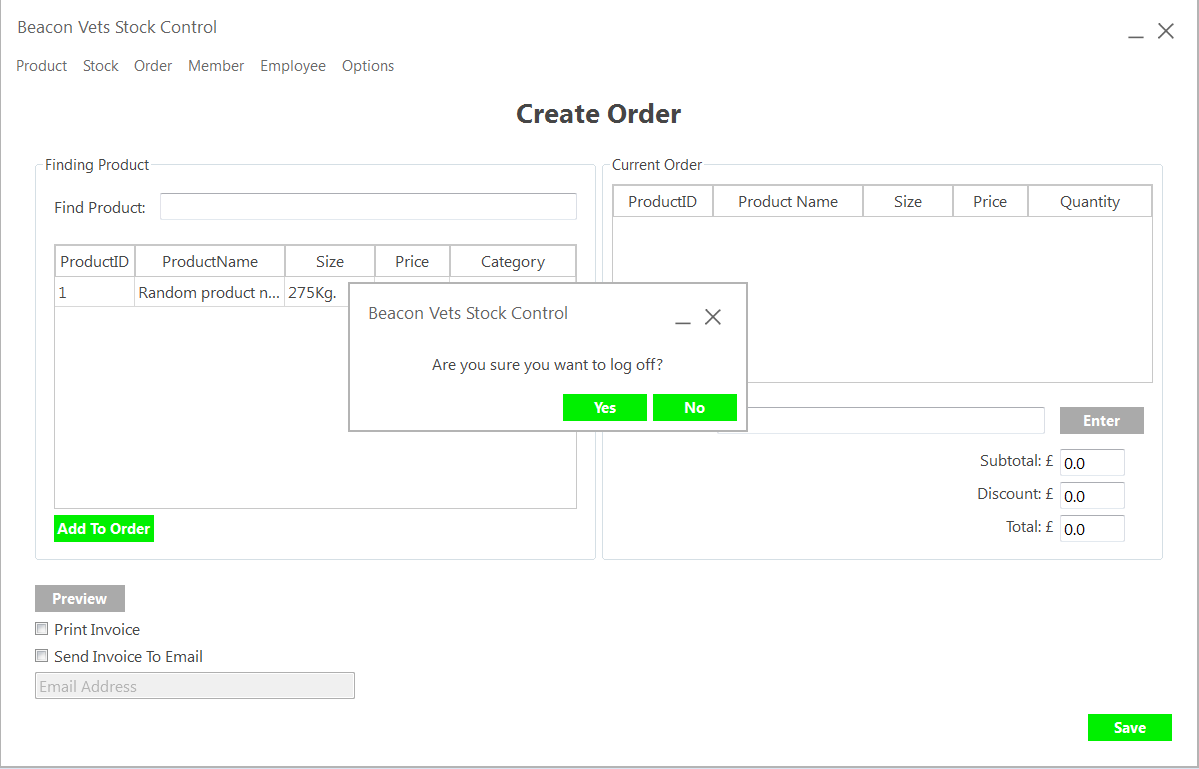 Beacon Vets Stock Control
Product Stock Order Member Employee Options
Create Order
Finding Product
Find Product:
ProductID ProductName Size Price Category
1 Random product n... 275Kg.
Add To Order
Current Order
ProductID Product Name Size Price Quantity
Enter
Subtotal: £ 0.0
Discount: £ 0.0
Total: £ 0.0
Beacon Vets Stock Control
Are you sure you want to log off?
Yes No
Preview
Print Invoice
Send Invoice To Email
Email Address
Save